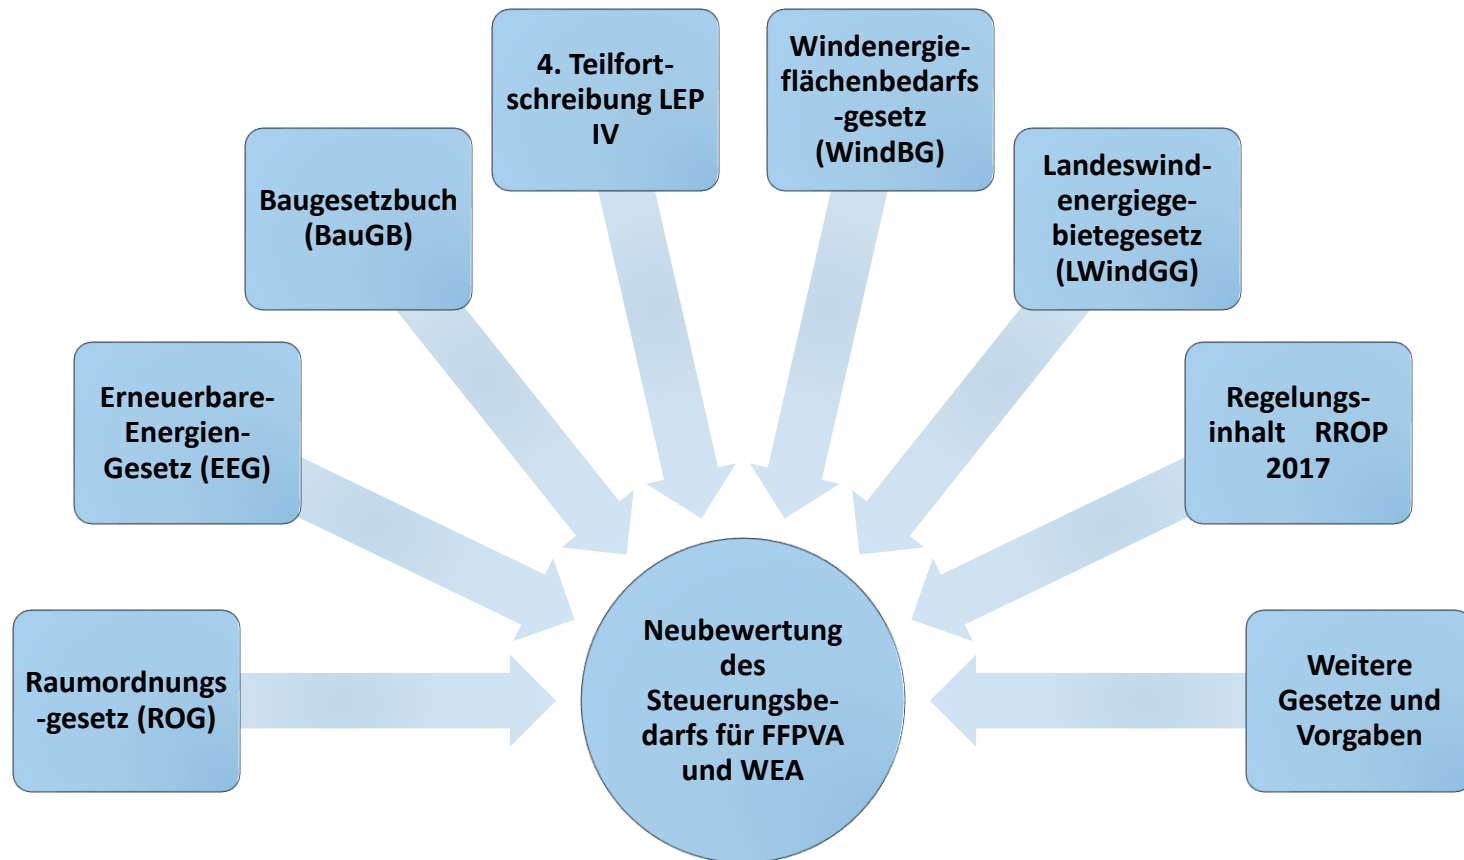 4. Teilfort-
schreibung LEP
IV
Windenergie-
flächenbedarfs
-gesetz
(WindBG)
Baugesetzbuch
(BauGB)
Landeswind-
energiege-
bietegesetz
(LWindGG)
Erneuerbare-
Energien-
Gesetz (EEG)
Regelungs-
inhalt RROP
2017
Raumordnungs
-gesetz (ROG)
Neubewertung
des
Steuerungsbe-
darfs für FFPVA
und WEA
Weitere
Gesetze und
Vorgaben